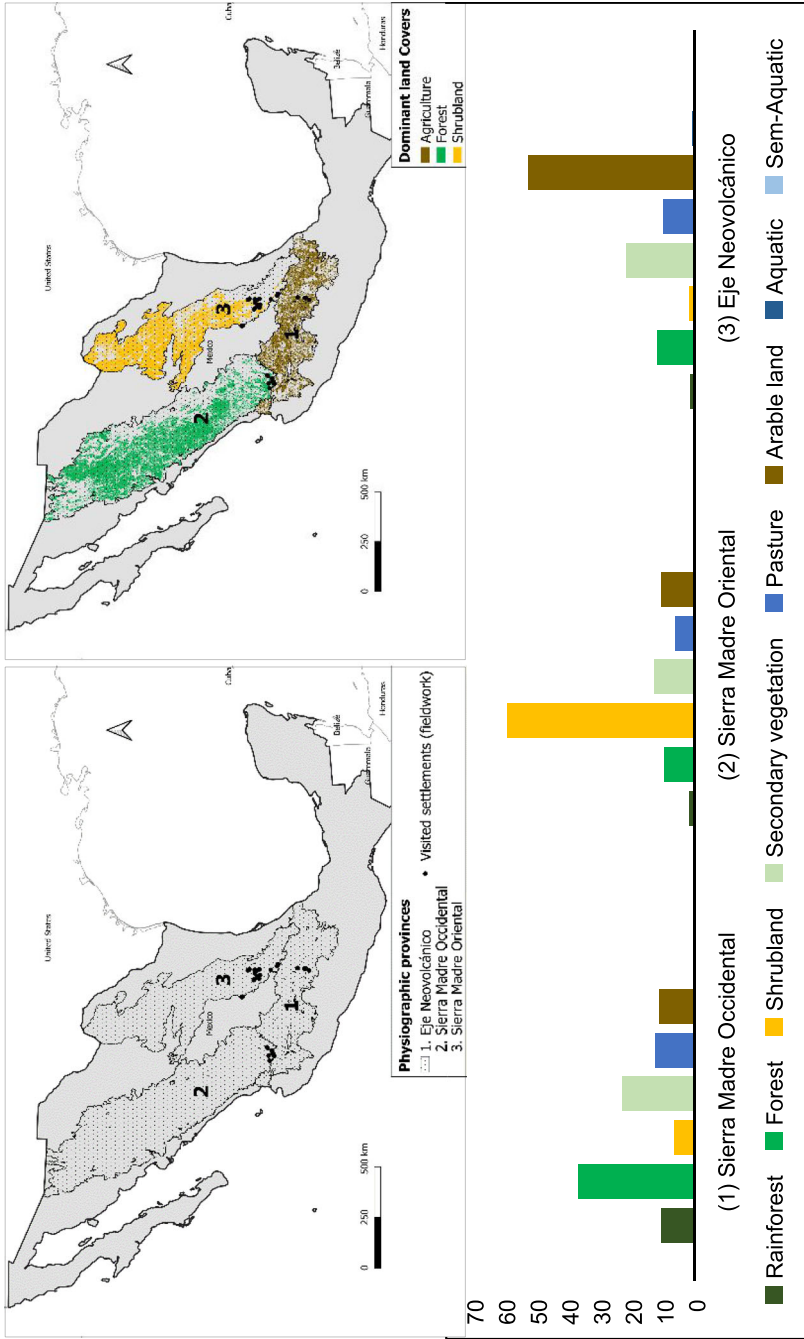 United States
Cuba
Mexico
Belize
Guatemala
Honduras
0 250 500 km
Physiographic provinces
1. Eje Neovolcánico
2. Sierra Madre Occidental
3. Sierra Madre Oriental
• Visited settlements (fieldwork)
1
2
3
United States
Cuba
Mexico
Belize
Guatemala
Honduras
0 250 500 km
Dominant land Covers
Agriculture
Forest
Shrubland
1
2
3
70
60
50
40
30
20
10
0
(1) Sierra Madre Occidental
(2) Sierra Madre Oriental
(3) Eje Neovolcánico
Rainforest
Forest
Shrubland
Secondary vegetation
Pasture
Arable land
Aquatic
Sem-Aquatic